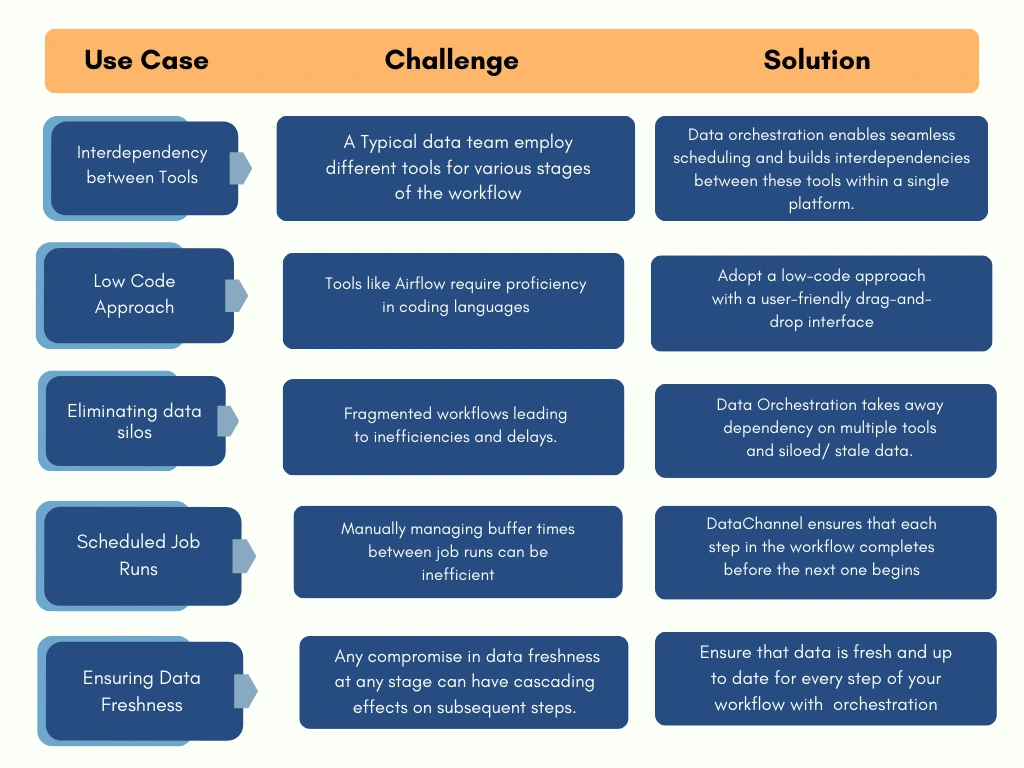 Use Case
Challenge
Solution
Interdependency
between Tools
A Typical data team employ
different tools for various stages
of the workflow
Data orchestration enables seamless
scheduling and builds interdependencies
between these tools within a single
platform.
Low Code
Approach
Tools like Airflow require proficiency
in coding languages
Adopt a low-code approach
with a user-friendly drag-and-
drop interface
Eliminating data
silos
Fragmented workflows leading
to inefficiencies and delays.
Data Orchestration takes away
dependency on multiple tools
and siloed/ stale data.
Scheduled Job
Runs
Manually managing buffer times
between job runs can be
inefficient
DataChannel ensures that each
step in the workflow completes
before the next one begins
Ensuring Data
Freshness
Any compromise in data freshness
at any stage can have cascading
effects on subsequent steps.
Ensure that data is fresh and up
to date for every step of your
workflow with  orchestration